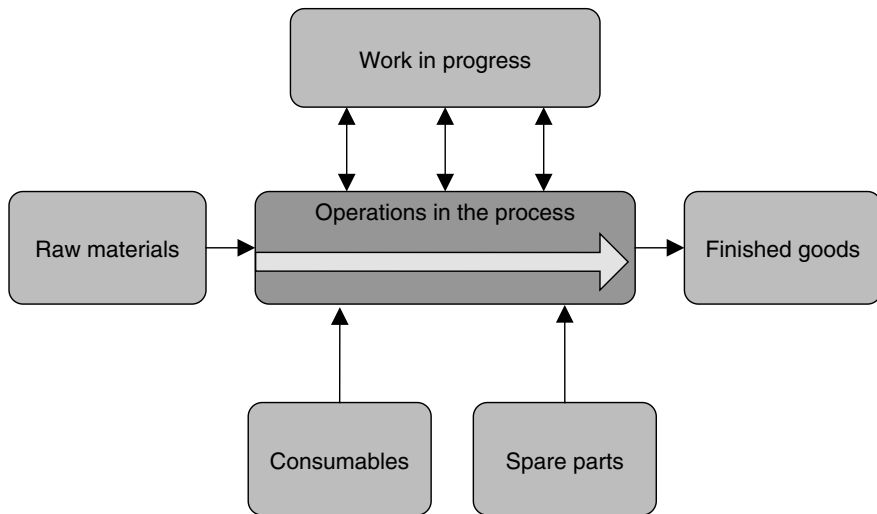 Work in progress
Operations in the process
Raw materials
Finished goods
Consumables
Spare parts